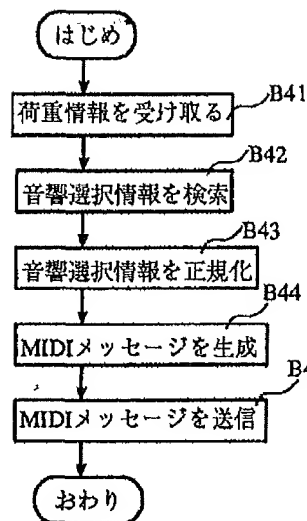 はじめ
B41
荷重情報を受け取る
B42
音響選択情報を検索
B43
音響選択情報を正規化
B44
MIDIメッセージを生成
B4
MIDIメッセージを送信
おわり